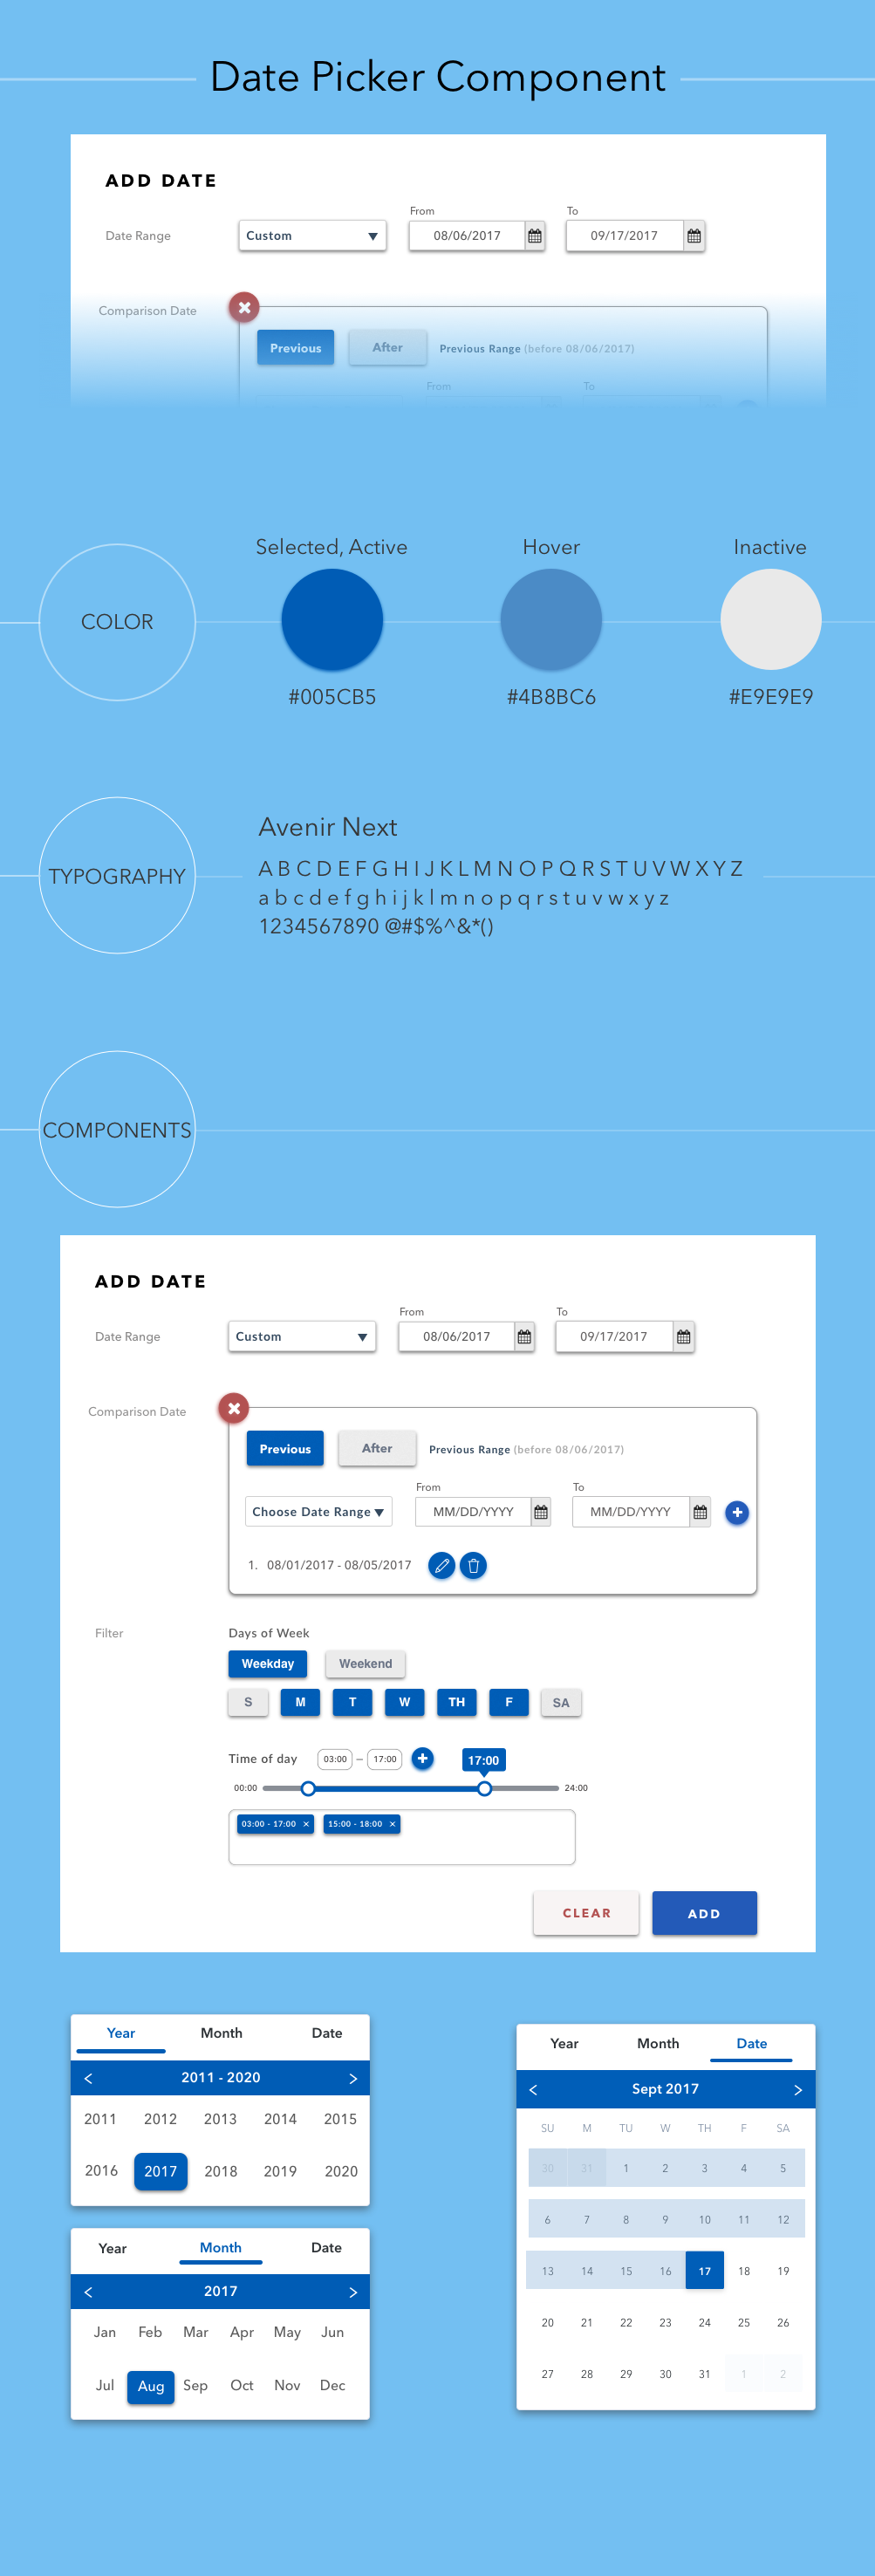 Date Picker Component
ADD DATE
From To
Date Range Custom 08/06/2017 09/17/2017
Comparison Date
Previous After Previous Range (before 08/06/2017)
From To
Selected, Active Hover Inactive
COLOR
#005CB5 #4B8BC6 #E9E9E9
Avenir Next
TYPOGRAPHY
A B C D E F G H I J K L M N O P Q R S T U V W X Y Z
a b c d e f g h i j k l m n o p q r s t u v w x y z
1234567890 @#$%^&*()
COMPONENTS
ADD DATE
From To
Date Range Custom 08/06/2017 09/17/2017
Comparison Date
Previous After Previous Range (before 08/06/2017)
From To
Choose Date Range MM/DD/YYYY MM/DD/YYYY
1. 08/01/2017 - 08/05/2017
Filter Days of Week
Weekday Weekend
S M T W TH F SA
Time of day 03:00 – 17:00 17:00
00:00 24:00
03:00 - 17:00 × 15:00 - 18:00 ×
CLEAR ADD
Year Month Date
< 2011 - 2020 >
2011 2012 2013 2014 2015
2016 2017 2018 2019 2020
Year Month Date
< 2017 >
Jan Feb Mar Apr May Jun
Jul Aug Sep Oct Nov Dec
Year Month Date
< Sept 2017 >
SU M TU W TH F SA
30 31 1 2 3 4 5
6 7 8 9 10 11 12
13 14 15 16 17 18 19
20 21 22 23 24 25 26
27 28 29 30 31 1 2